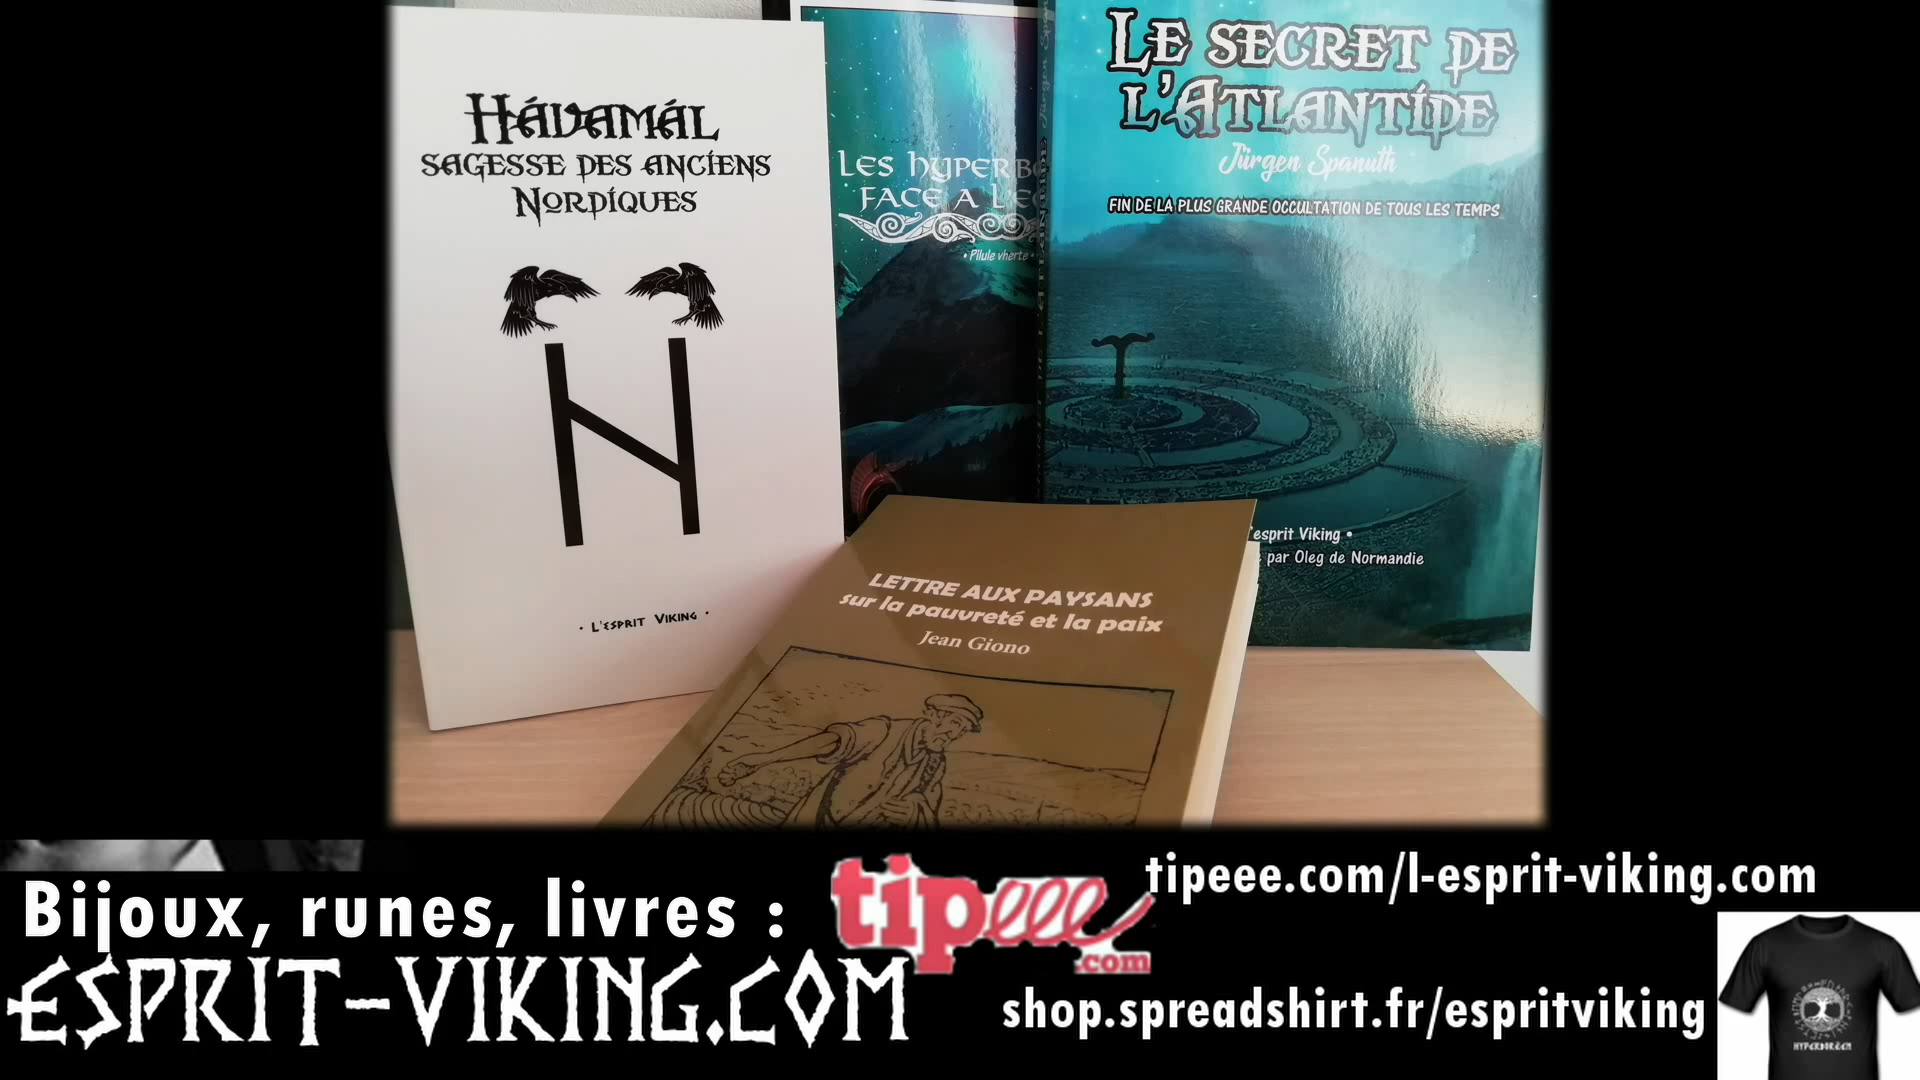 HÁVAMÁL
SAGESSE DES ANCIENS
NORDIQUES
• L'ESPRIT VIKING •
LES HYPERBO
FACE A L'E
• Pilule vherte •
LE SECRET DE
L'ATLANTIDE
Jürgen Spanuth
FIN DE LA PLUS GRANDE OCCULTATION DE TOUS LES TEMPS
'esprit Viking •
par Oleg de Normandie
LETTRE AUX PAYSANS
sur la pauvreté et la paix
Jean Giono
Bijoux, runes, livres :
ESPRIT-VIKING.COM
tipeee.com
tipeee.com/l-esprit-viking.com
shop.spreadshirt.fr/espritviking